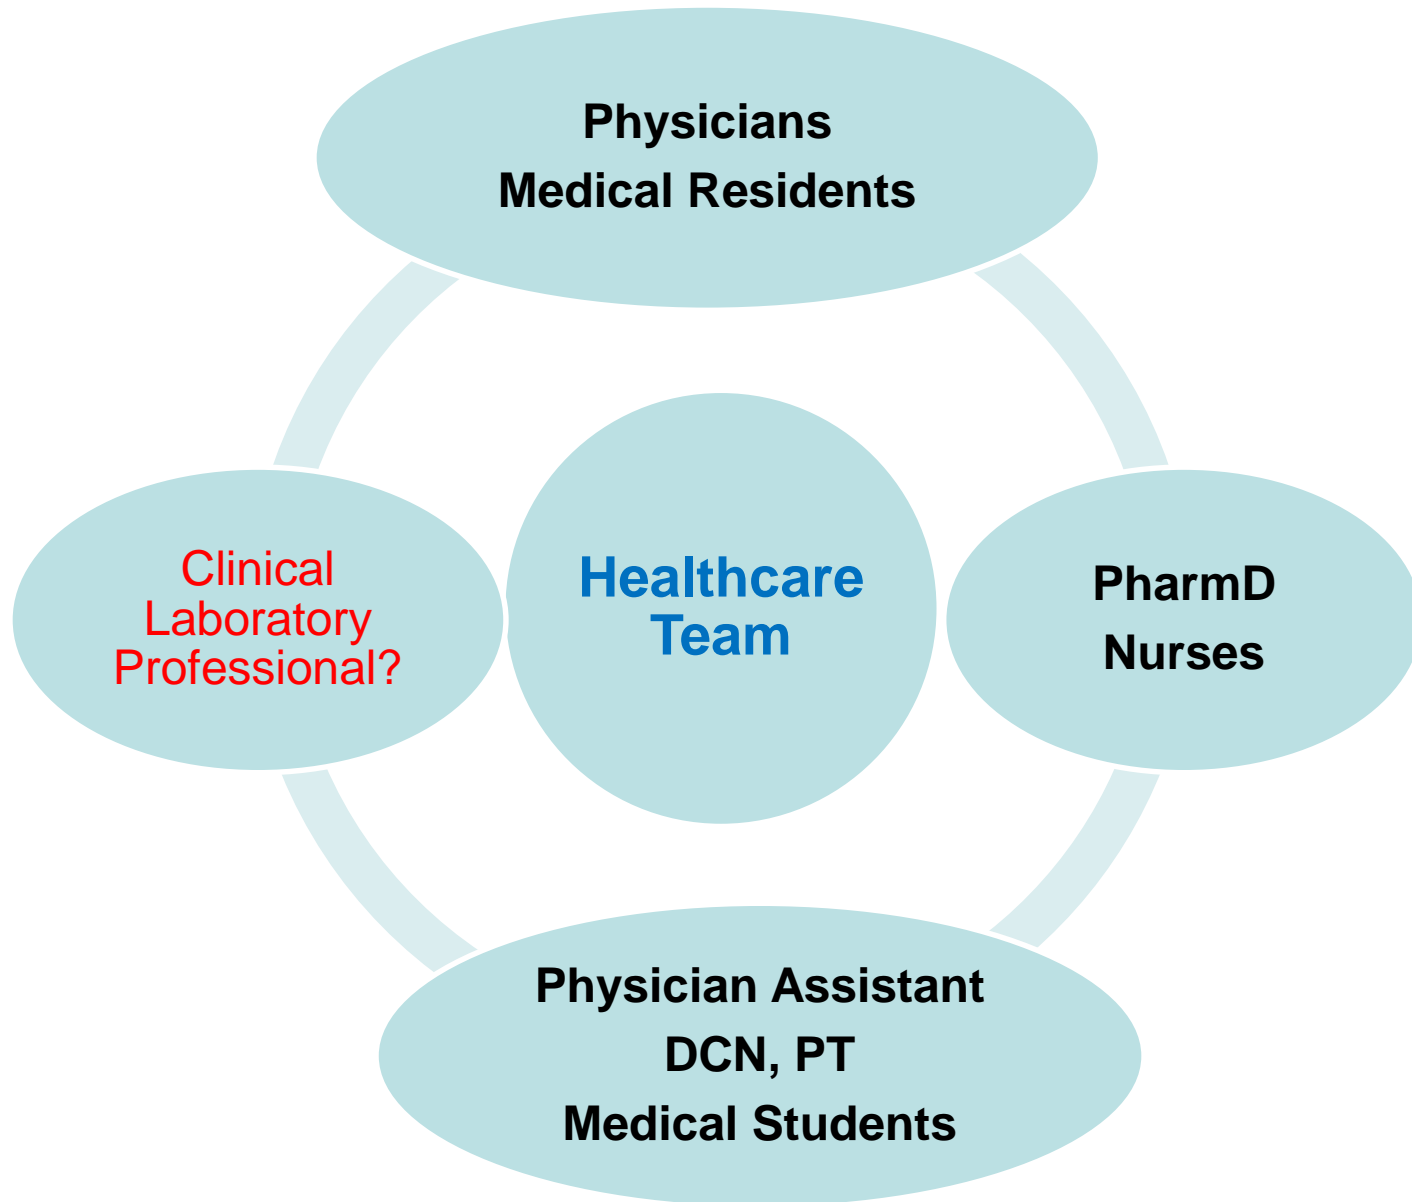 Physicians
Medical Residents
Clinical
Laboratory
Professional?
Healthcare
Team
PharmD
Nurses
Physician Assistant
DCN, PT
Medical Students